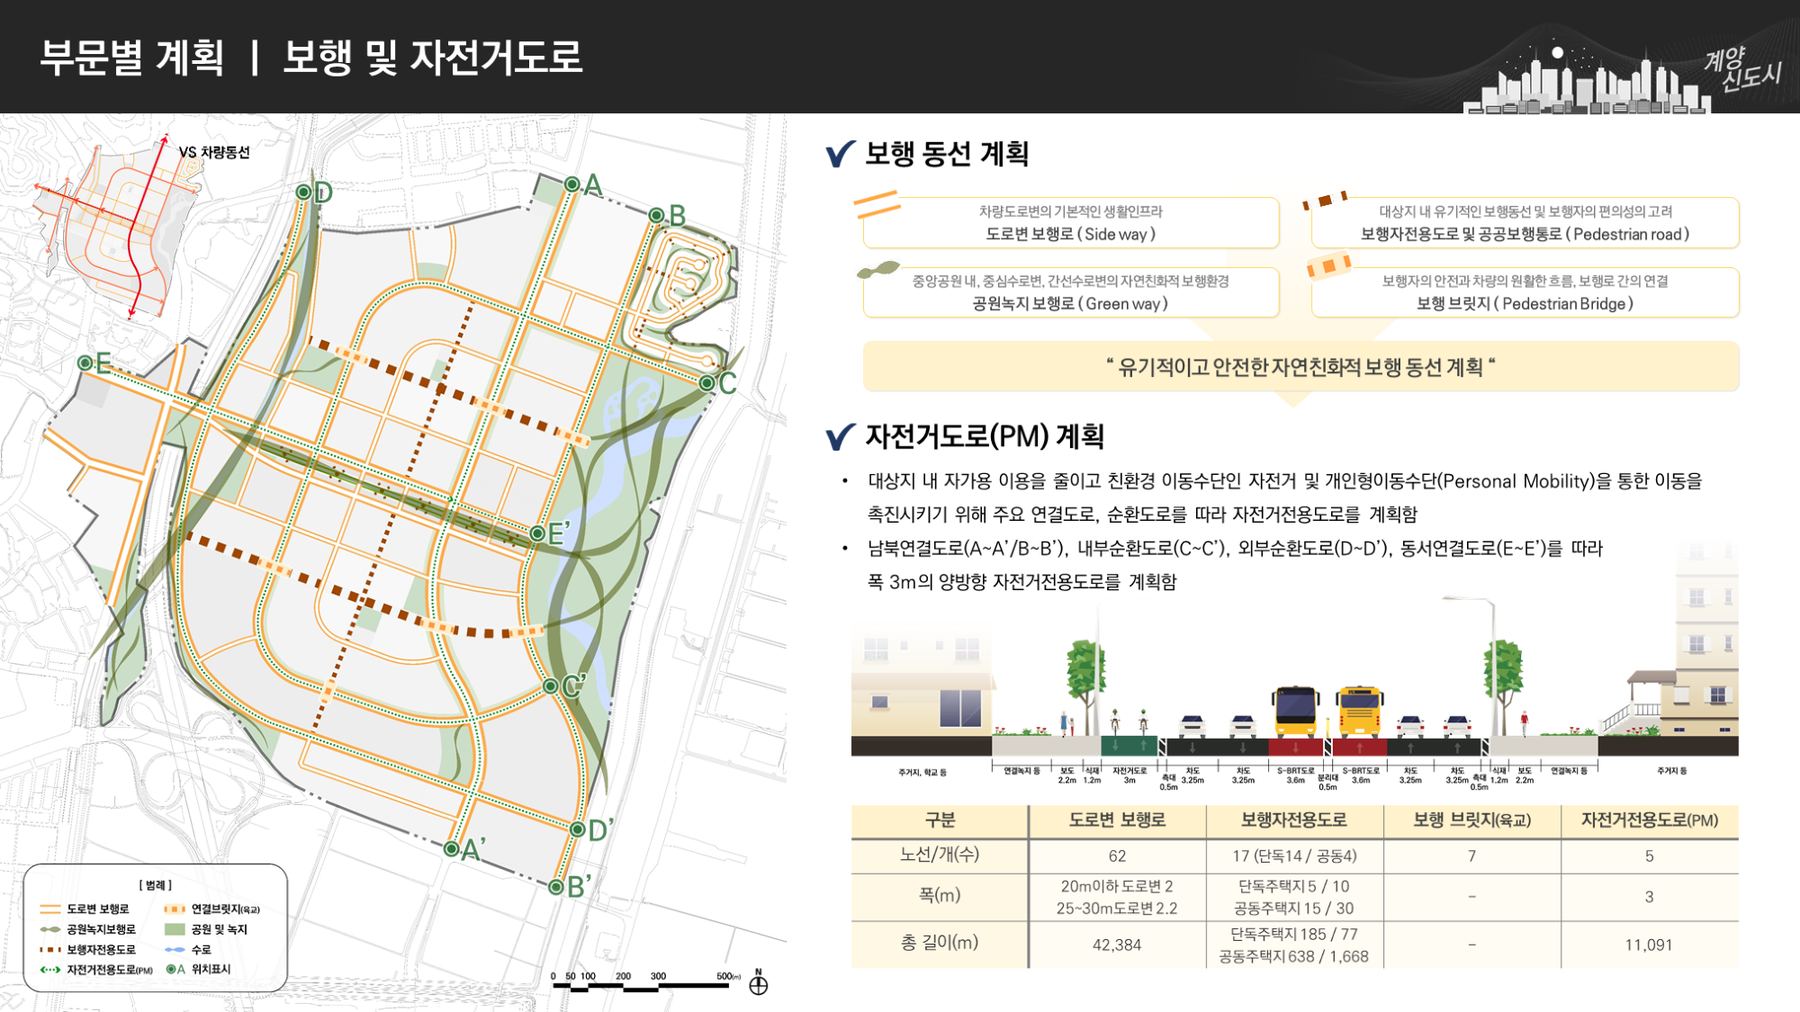 부문별 계획 | 보행 및 자전거도로
계양
신도시
VS 차량동선
A
B
C
D
E
E'
C'
D'
A'
B'
[ 범례 ]
도로변 보행로
연결브릿지(육교)
공원녹지보행로
공원 및 녹지
보행자전용도로
수로
자전거전용도로(PM)
A 위치표시
0 50 100 200 300 500(m)
N
보행 동선 계획
차량도로변의 기본적인 생활인프라
도로변 보행로 ( Side way )
대상지 내 유기적인 보행동선 및 보행자의 편의성의 고려
보행자전용도로 및 공공보행통로 ( Pedestrian road )
중앙공원 내, 중심수로변, 간선수로변의 자연친화적 보행환경
공원녹지 보행로 ( Green way )
보행자의 안전과 차량의 원활한 흐름, 보행로 간의 연결
보행 브릿지 ( Pedestrian Bridge )
“ 유기적이고 안전한 자연친화적 보행 동선 계획 “
자전거도로(PM) 계획
• 대상지 내 자가용 이용을 줄이고 친환경 이동수단인 자전거 및 개인형이동수단(Personal Mobility)을 통한 이동을
촉진시키기 위해 주요 연결도로, 순환도로를 따라 자전거전용도로를 계획함
• 남북연결도로(A~A’/B~B’), 내부순환도로(C~C’), 외부순환도로(D~D’), 동서연결도로(E~E’)를 따라
폭 3m의 양방향 자전거전용도로를 계획함
주거지, 학교 등
연결녹지 등
보도
2.2m
식재
1.2m
자전거도로
3m
측대
0.5m
차도
3.25m
차도
3.25m
S-BRT도로
3.6m
분리대
0.5m
S-BRT도로
3.6m
차도
3.25m
차도
3.25m
측대
0.5m
식재
1.2m
보도
2.2m
연결녹지 등
주거지 등
구분 도로변 보행로 보행자전용도로 보행 브릿지(육교) 자전거전용도로(PM)
노선/개(수) 62 17 (단독14 / 공동4) 7 5
폭(m) 20m이하 도로변 2
25~30m도로변 2.2
단독주택지 5 / 10
공동주택지 15 / 30
– 3
총 길이(m) 42,384 단독주택지 185 / 77
공동주택지 638 / 1,668
– 11,091